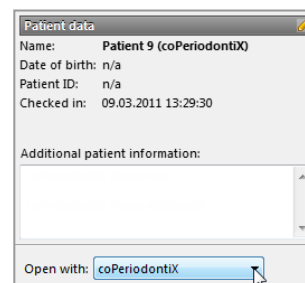 Patient data
Name: Patient 9 (coPeriodontiX)
Date of birth: n/a
Patient ID: n/a
Checked in: 09.03.2011 13:29:30
Additional patient information:
Open with: coPeriodontiX